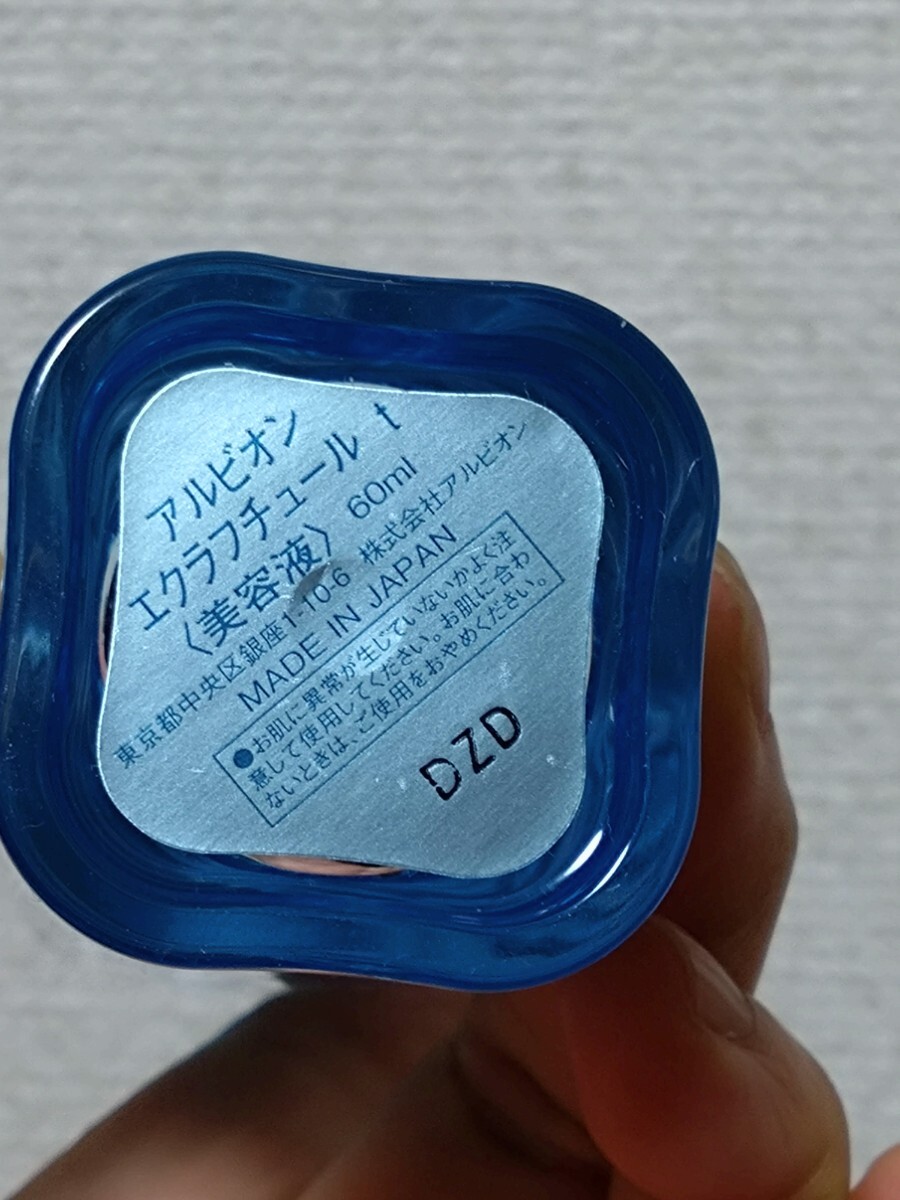 アルビオン
エクラフチュール t
〈美容液〉 60ml
東京都中央区銀座1-10-6 株式会社アルビオン
MADE IN JAPAN
●お肌に異常が生じていないかよく注
意して使用してください。お肌に合わ
ないときは、ご使用をおやめください。
DZD